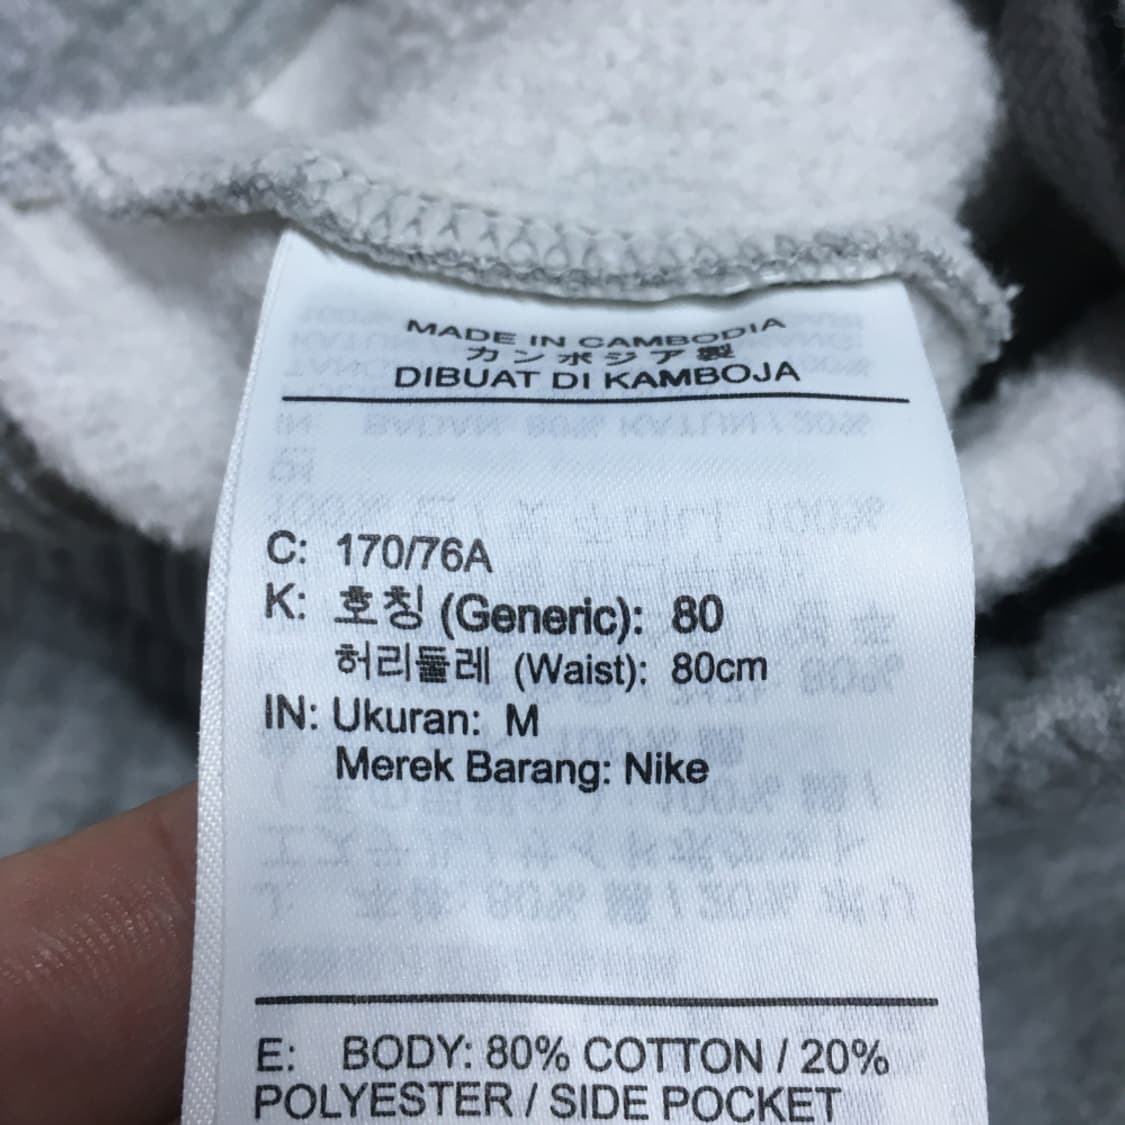 MADE IN CAMBODIA
カンボジア製
DIBUAT DI KAMBOJA
C: 170/76A
K: 호칭 (Generic): 80
허리둘레 (Waist): 80cm
IN: Ukuran: M
Merek Barang: Nike
E: BODY: 80% COTTON / 20%
POLYESTER / SIDE POCKET